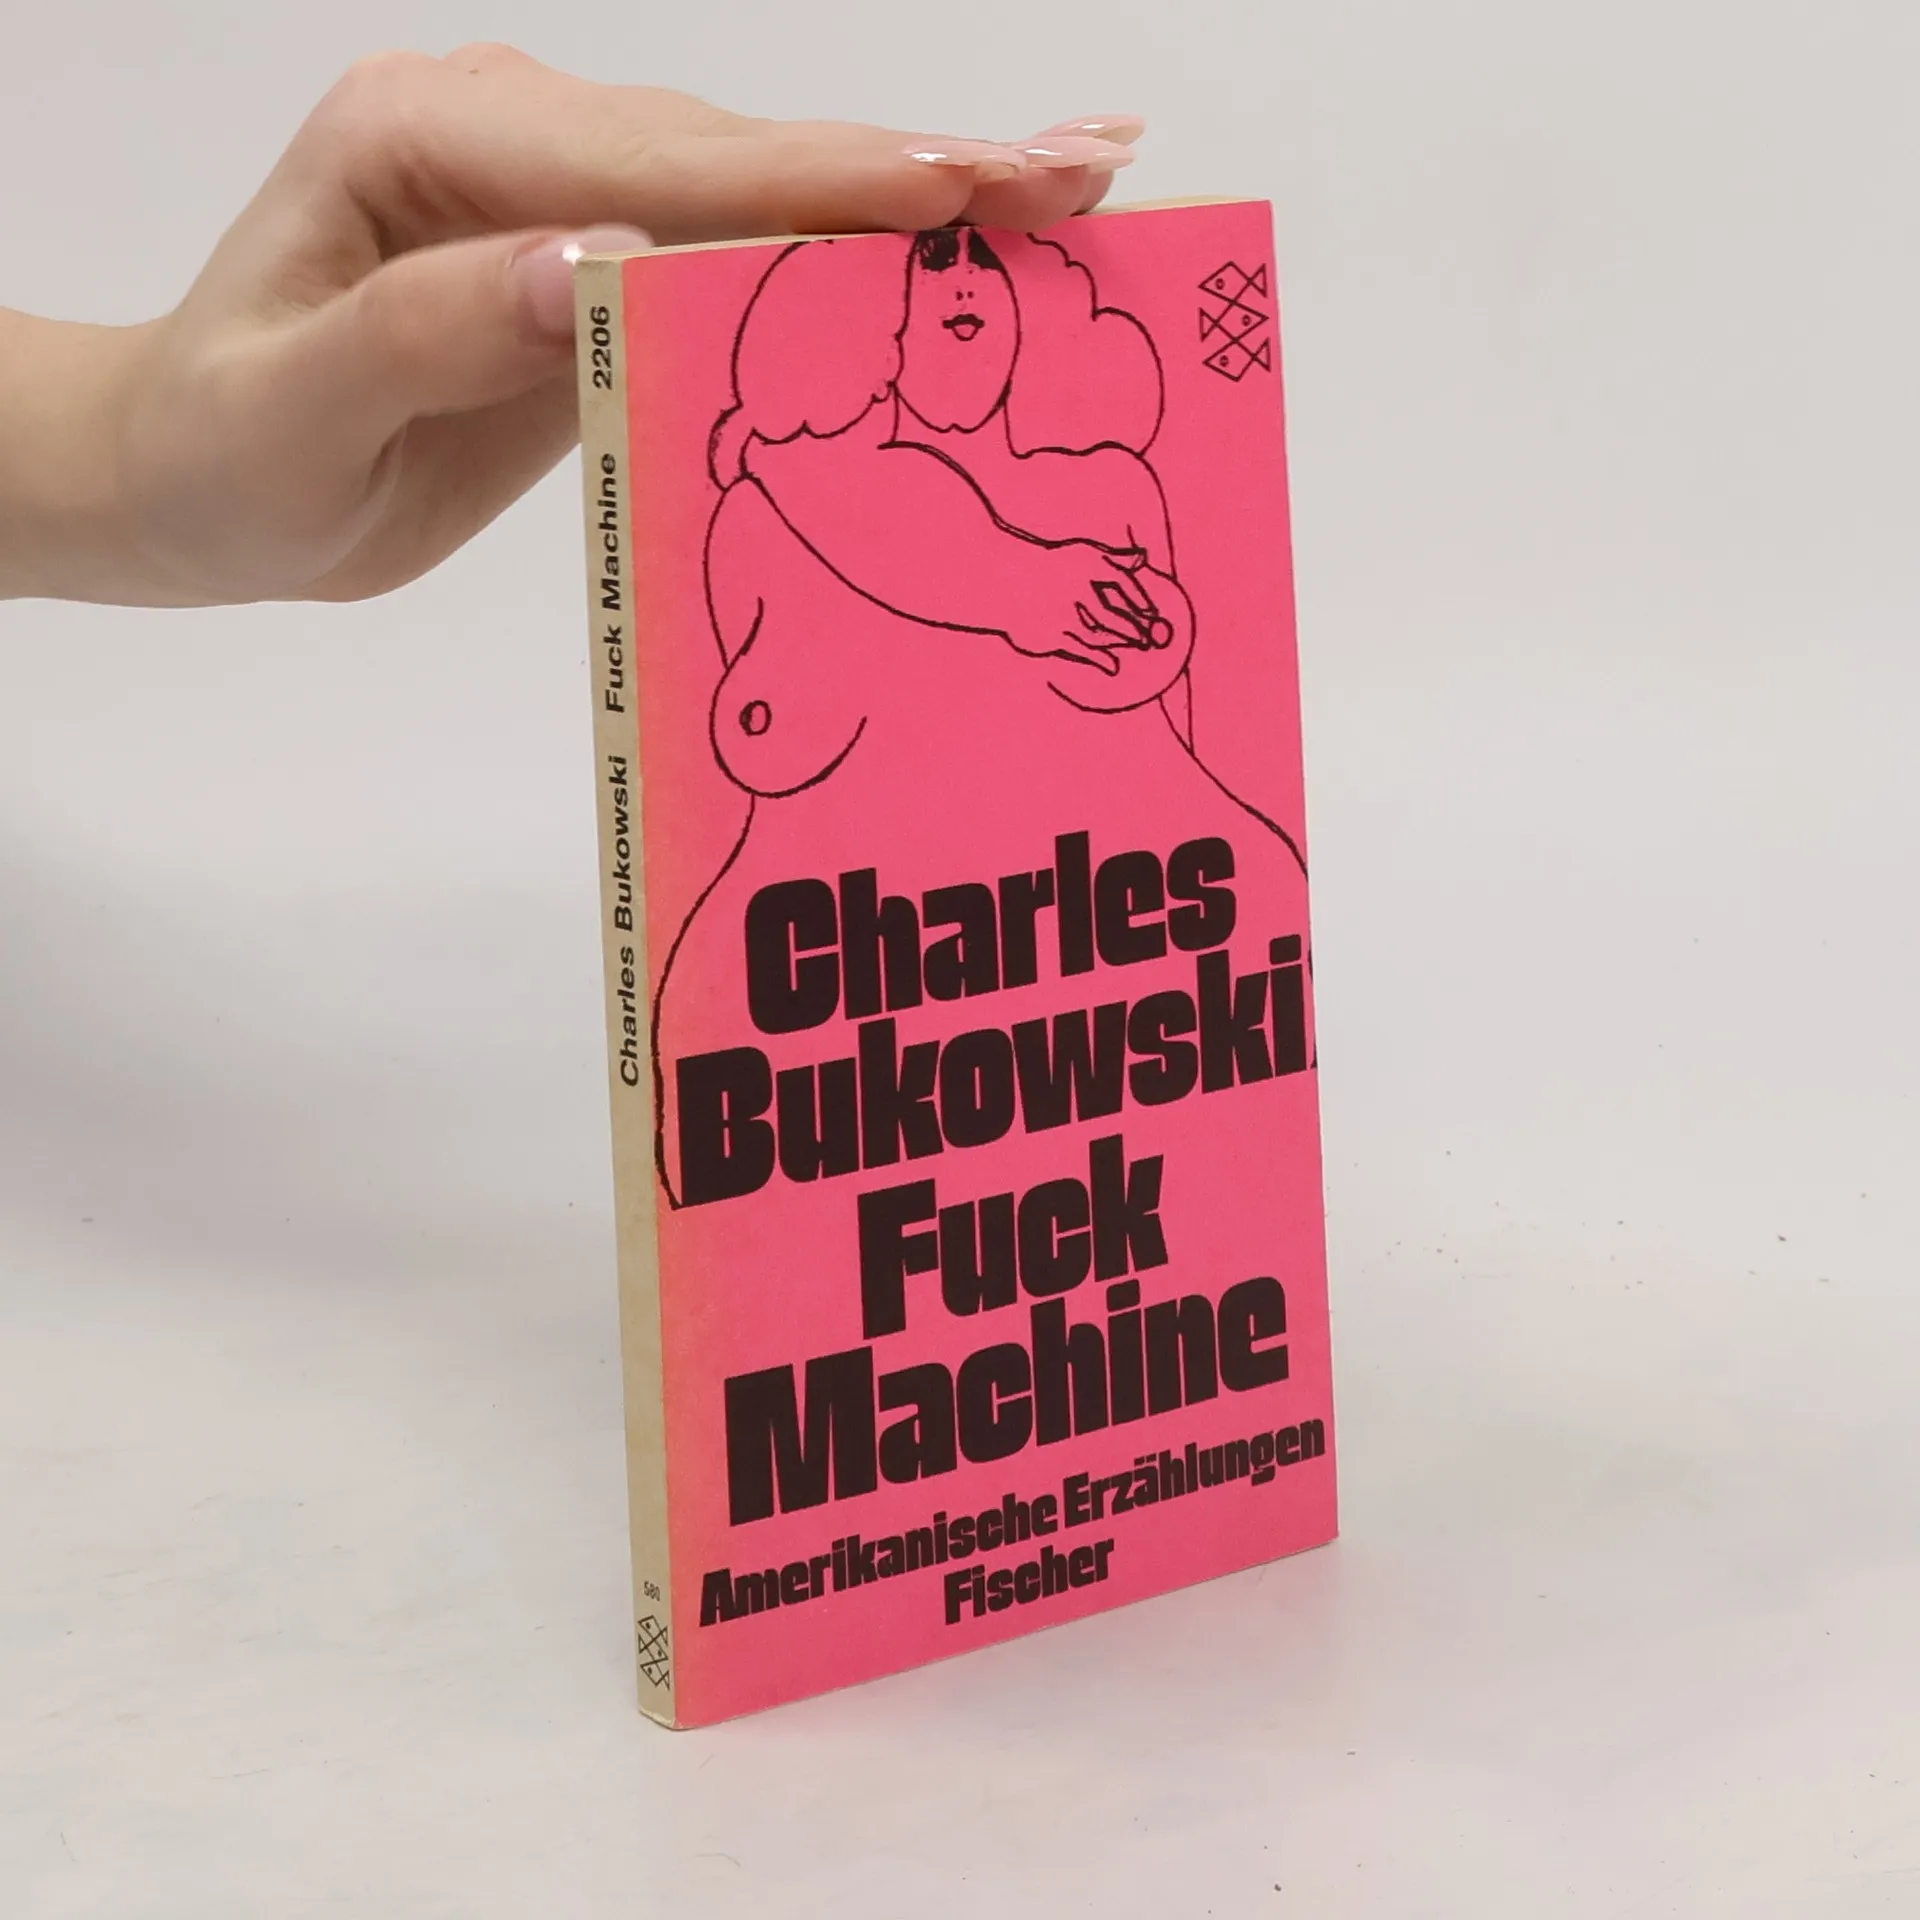 2206
Fuck Machine
Charles Bukowski
580
Charles
Bukowski
Fuck
Machine
Amerikanische Erzählungen
Fischer